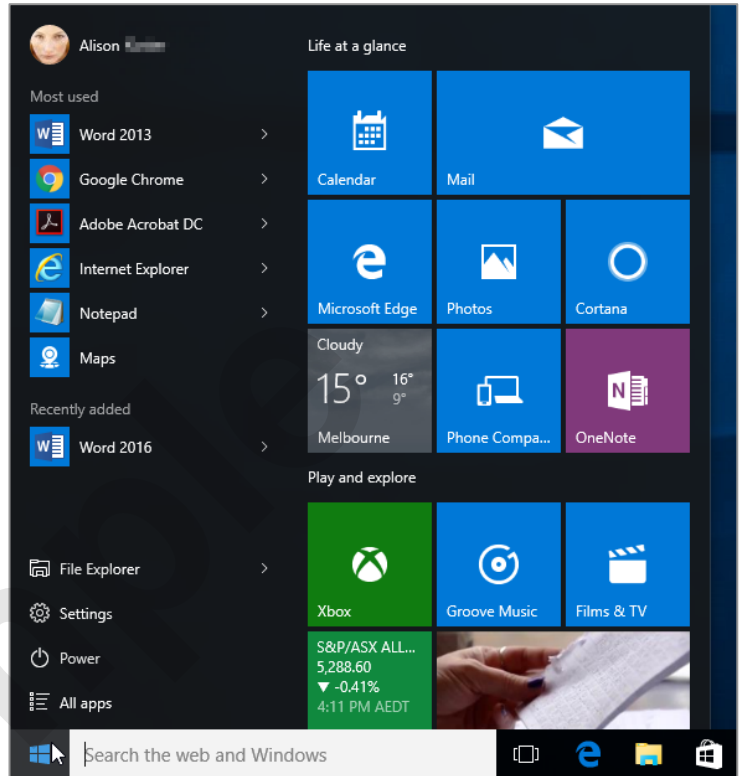 Alison
Life at a glance
Most used
Word 2013
Google Chrome
Adobe Acrobat DC
Internet Explorer
Notepad
Maps
Recently added
Word 2016
File Explorer
Settings
Power
All apps
Calendar
Mail
Microsoft Edge
Photos
Cortana
Cloudy
15° 16°
9°
Melbourne
Phone Compa...
OneNote
Play and explore
Xbox
Groove Music
Films & TV
S&P/ASX ALL...
5,288.60
▼ -0.41%
4:11 PM AEDT
Search the web and Windows